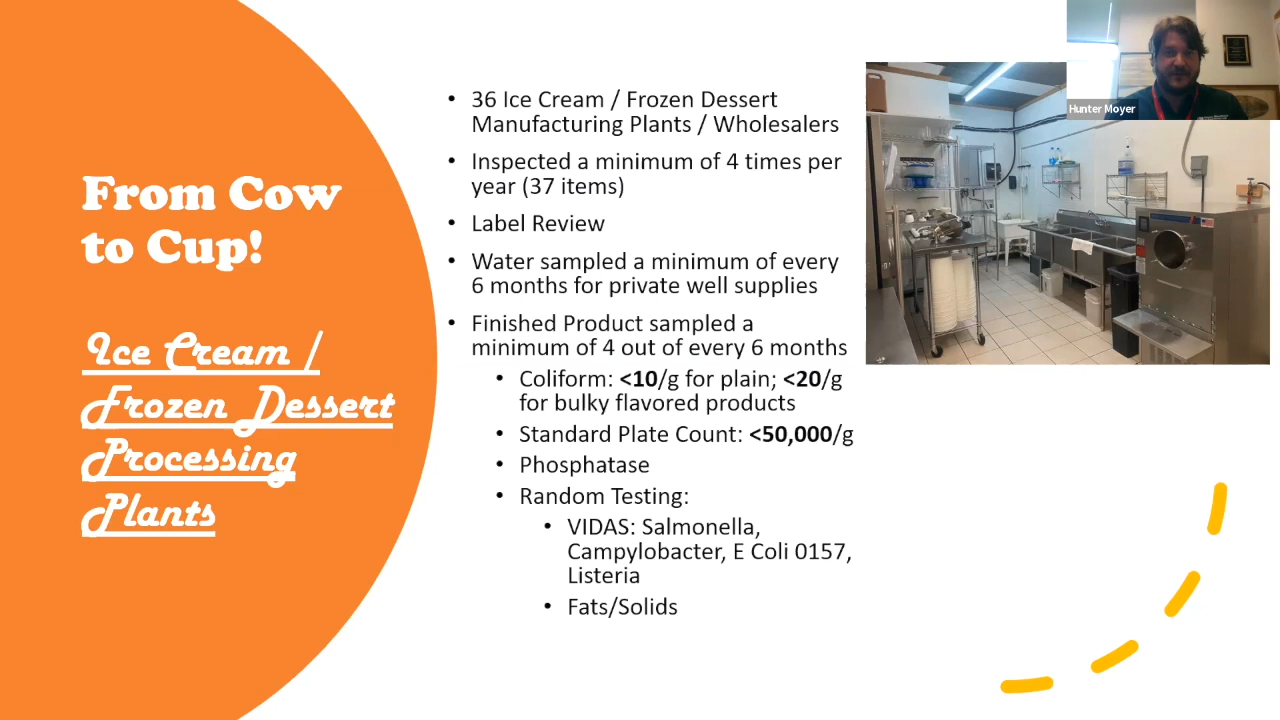 From Cow
to Cup!
Ice Cream /
Frozen Dessert
Processing
Plants
• 36 Ice Cream / Frozen Dessert
Manufacturing Plants / Wholesalers
• Inspected a minimum of 4 times per
year (37 items)
• Label Review
• Water sampled a minimum of every
6 months for private well supplies
• Finished Product sampled a
minimum of 4 out of every 6 months
• Coliform: <10/g for plain; <20/g
for bulky flavored products
• Standard Plate Count: <50,000/g
• Phosphatase
• Random Testing:
• VIDAS: Salmonella,
Campylobacter, E Coli 0157,
Listeria
• Fats/Solids
Hunter Moyer